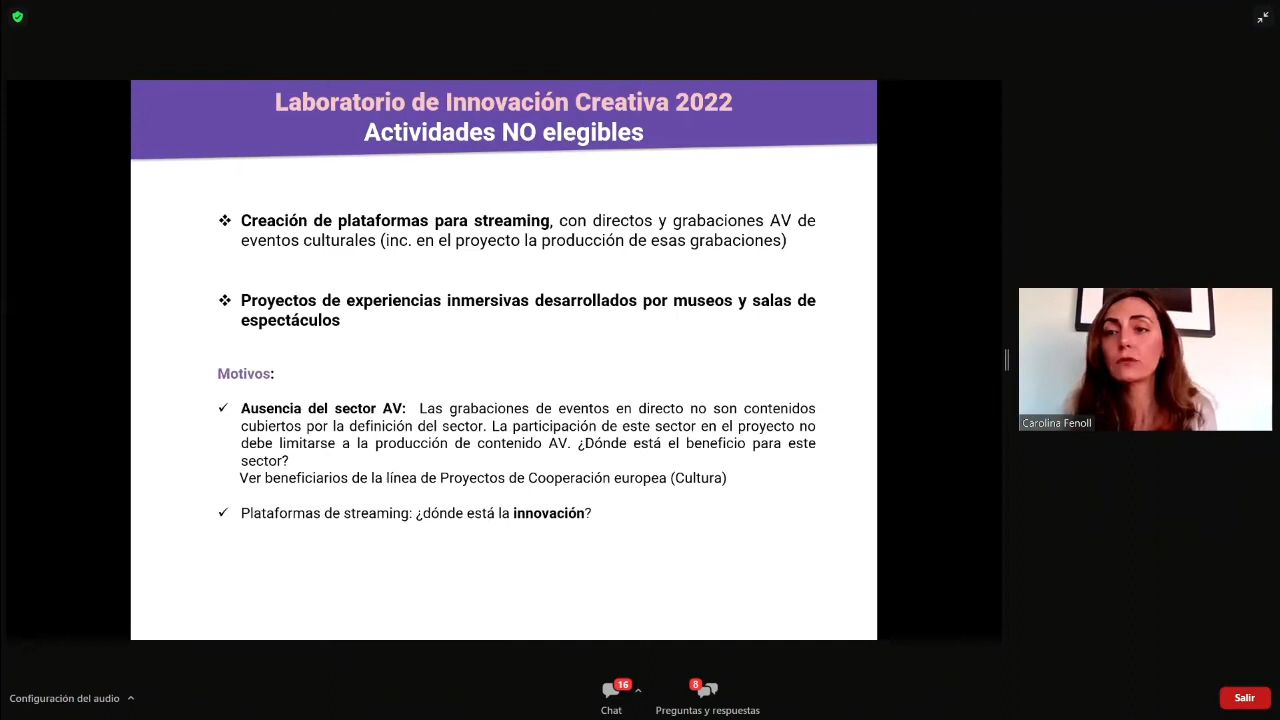 Laboratorio de Innovación Creativa 2022
Actividades NO elegibles
❖ Creación de plataformas para streaming, con directos y grabaciones AV de
eventos culturales (inc. en el proyecto la producción de esas grabaciones)
❖ Proyectos de experiencias inmersivas desarrollados por museos y salas de
espectáculos
Motivos:
✓ Ausencia del sector AV: Las grabaciones de eventos en directo no son contenidos
cubiertos por la definición del sector. La participación de este sector en el proyecto no
debe limitarse a la producción de contenido AV. ¿Dónde está el beneficio para este
sector?
Ver beneficiarios de la línea de Proyectos de Cooperación europea (Cultura)
✓ Plataformas de streaming: ¿dónde está la innovación?
Carolina Fenoll
Configuración del audio
16
Chat
8
Preguntas y respuestas
Salir